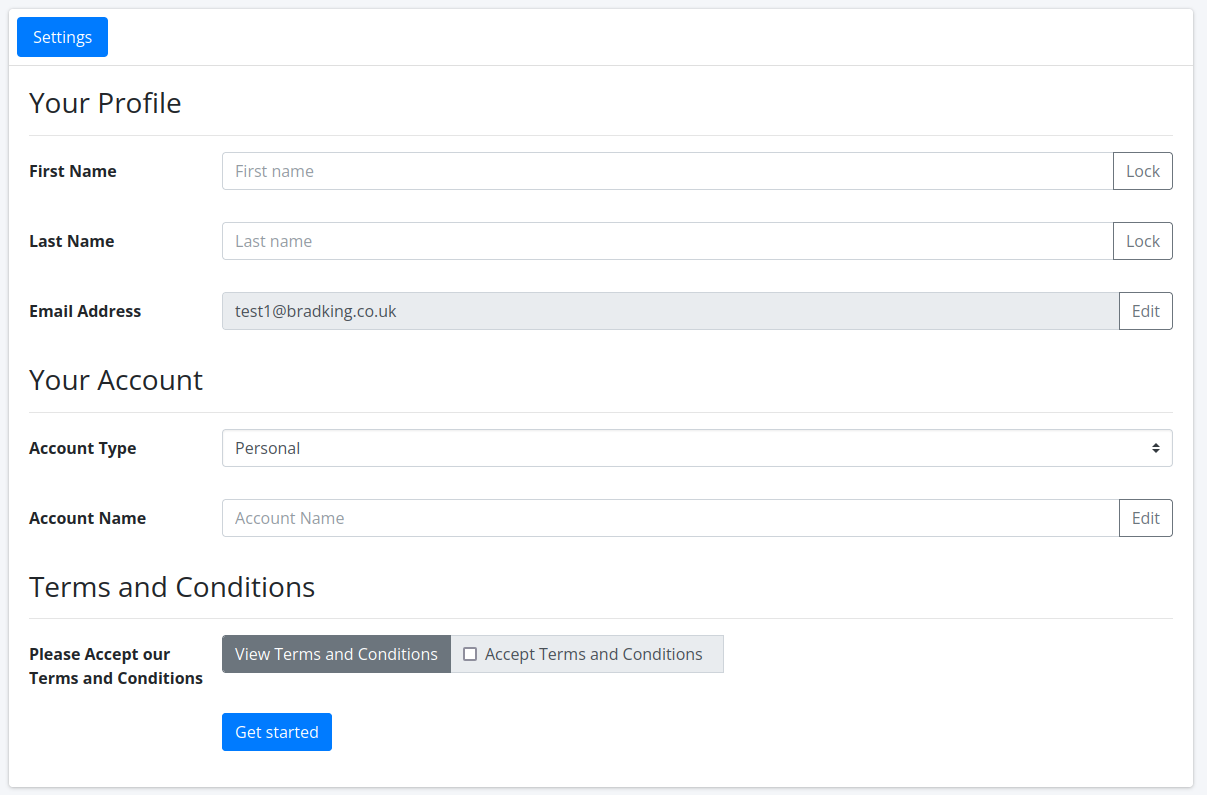 Settings
Your Profile
First Name First name Lock
Last Name Last name Lock
Email Address test1@bradking.co.uk Edit
Your Account
Account Type Personal
Account Name Account Name Edit
Terms and Conditions
Please Accept our View Terms and Conditions Accept Terms and Conditions
Terms and Conditions
Get started